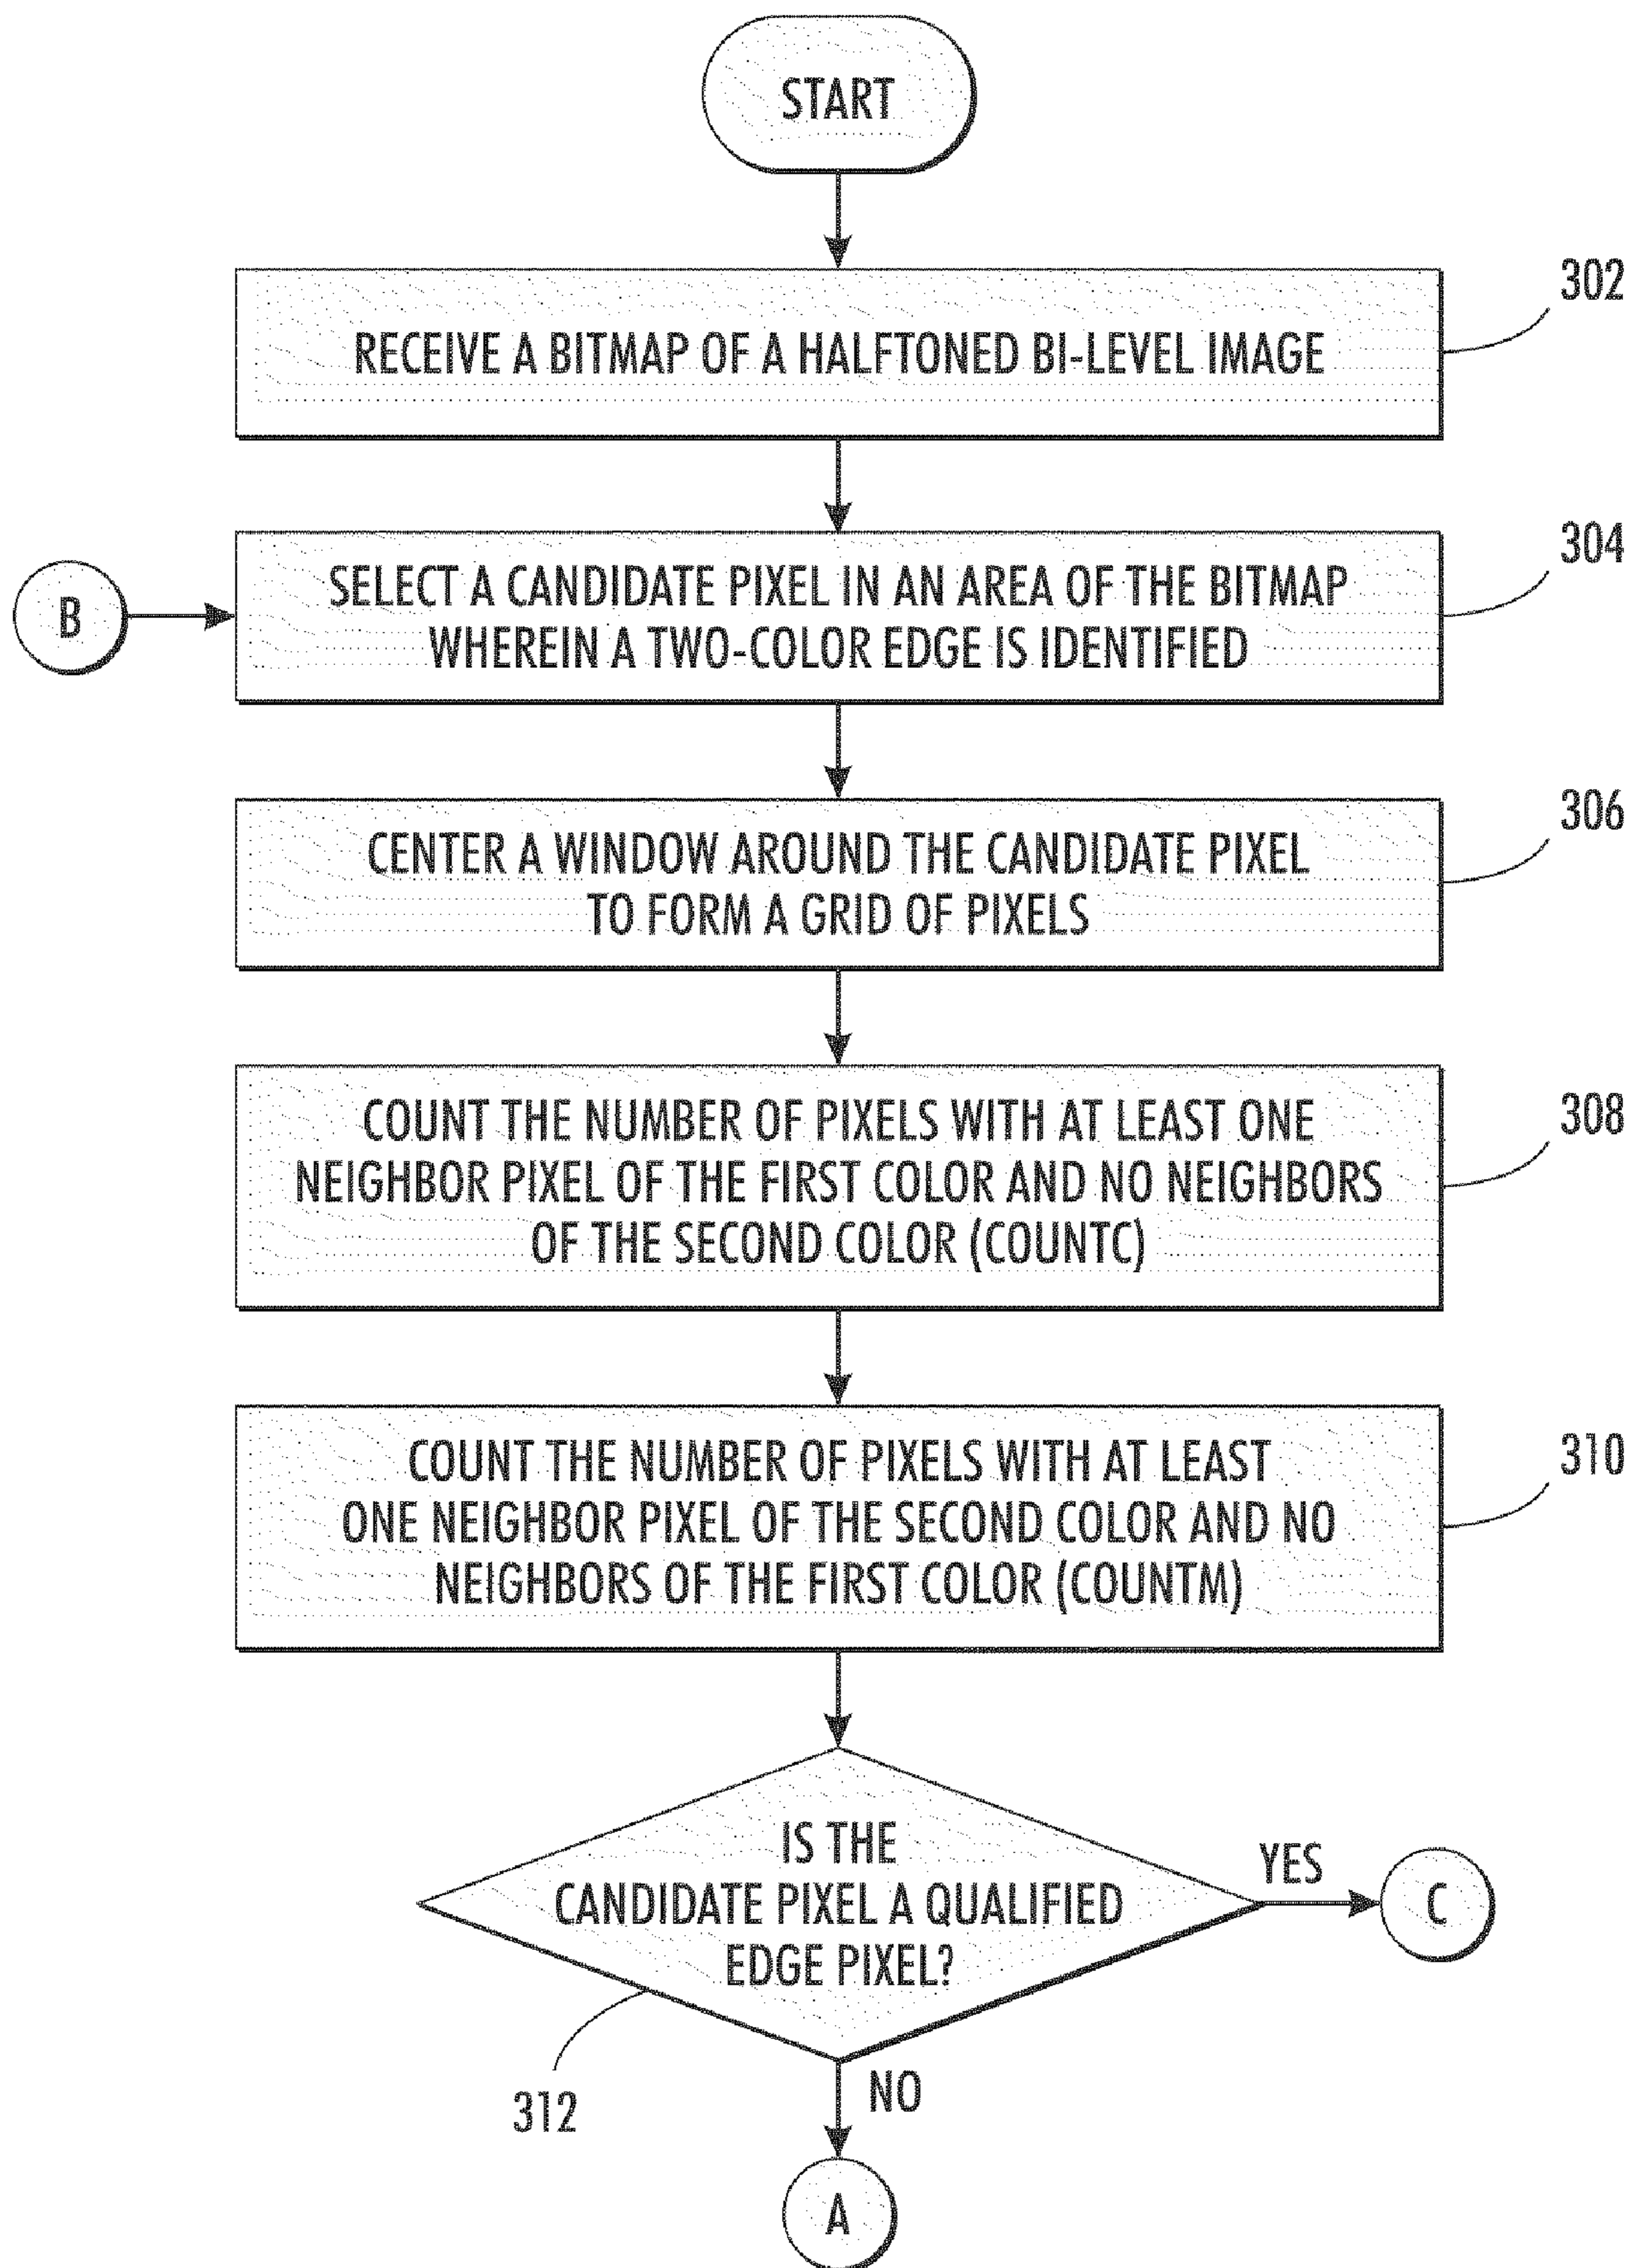 START
302
RECEIVE A BITMAP OF A HALFTONED BI-LEVEL IMAGE
304
B
SELECT A CANDIDATE PIXEL IN AN AREA OF THE BITMAP
WHEREIN A TWO-COLOR EDGE IS IDENTIFIED
306
CENTER A WINDOW AROUND THE CANDIDATE PIXEL
TO FORM A GRID OF PIXELS
308
COUNT THE NUMBER OF PIXELS WITH AT LEAST ONE
NEIGHBOR PIXEL OF THE FIRST COLOR AND NO NEIGHBORS
OF THE SECOND COLOR (COUNTC)
310
COUNT THE NUMBER OF PIXELS WITH AT LEAST
ONE NEIGHBOR PIXEL OF THE SECOND COLOR AND NO
NEIGHBORS OF THE FIRST COLOR (COUNTM)
IS THE
CANDIDATE PIXEL A QUALIFIED
EDGE PIXEL?
YES
C
312
NO
A